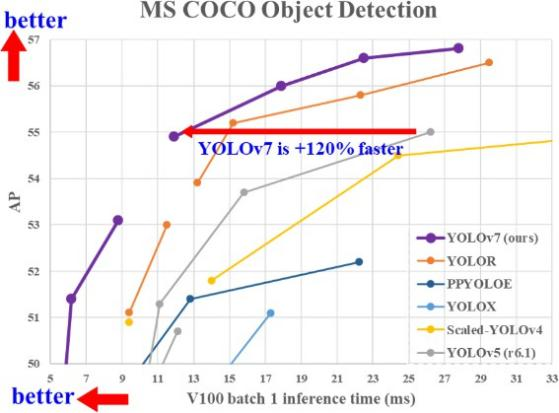 MS COCO Object Detection
better
57
56
55
54
53
52
51
50
AP
YOLOv7 is +120% faster
YOLOv7 (ours)
YOLOR
PPYOLOE
YOLOX
Scaled-YOLOv4
YOLOv5 (r6.1)
5 7 9 11 13 15 17 19 21 23 25 27 29 31 33
better
V100 batch 1 inference time (ms)